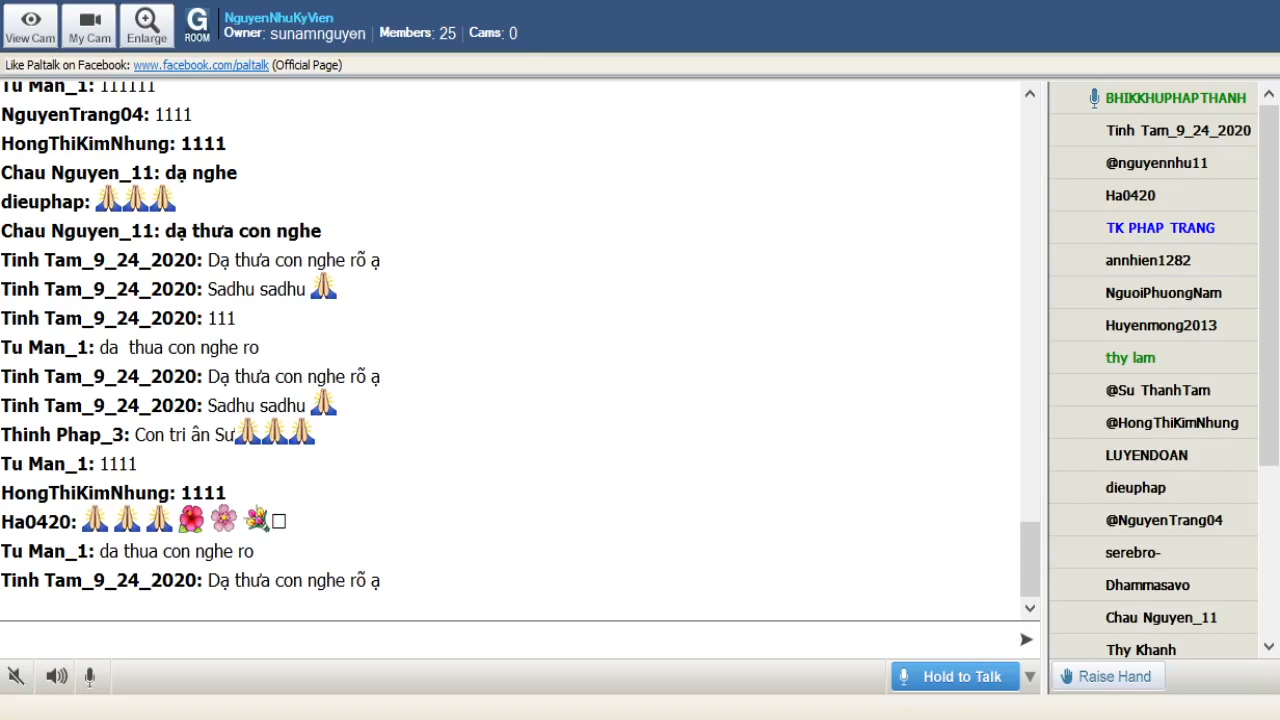 View Cam
My Cam
Enlarge
G
ROOM
NguyenNhuKyVien
Owner: sunamnguyen | Members: 25 | Cams: 0
Like Paltalk on Facebook: www.facebook.com/paltalk (Official Page)
Tu Man_1: 111111
NguyenTrang04: 1111
HongThiKimNhung: 1111
Chau Nguyen_11: dạ nghe
dieuphap: 🙏🙏🙏
Chau Nguyen_11: dạ thưa con nghe
Tinh Tam_9_24_2020: Dạ thưa con nghe rõ ạ
Tinh Tam_9_24_2020: Sadhu sadhu 🙏
Tinh Tam_9_24_2020: 111
Tu Man_1: da  thua con nghe ro
Tinh Tam_9_24_2020: Dạ thưa con nghe rõ ạ
Tinh Tam_9_24_2020: Sadhu sadhu 🙏
Thinh Phap_3: Con tri ân Sư🙏🙏🙏
Tu Man_1: 1111
HongThiKimNhung: 1111
Ha0420: 🙏 🙏 🙏 🌺 🌸 💐□
Tu Man_1: da thua con nghe ro
Tinh Tam_9_24_2020: Dạ thưa con nghe rõ ạ
Hold to Talk
BHIKKHUPHAPTHANH
Tinh Tam_9_24_2020
@nguyennhu11
Ha0420
TK PHAP TRANG
annhien1282
NguoiPhuongNam
Huyenmong2013
thy lam
@Su ThanhTam
@HongThiKimNhung
LUYENDOAN
dieuphap
@NguyenTrang04
serebro-
Dhammasavo
Chau Nguyen_11
Thy Khanh
Raise Hand